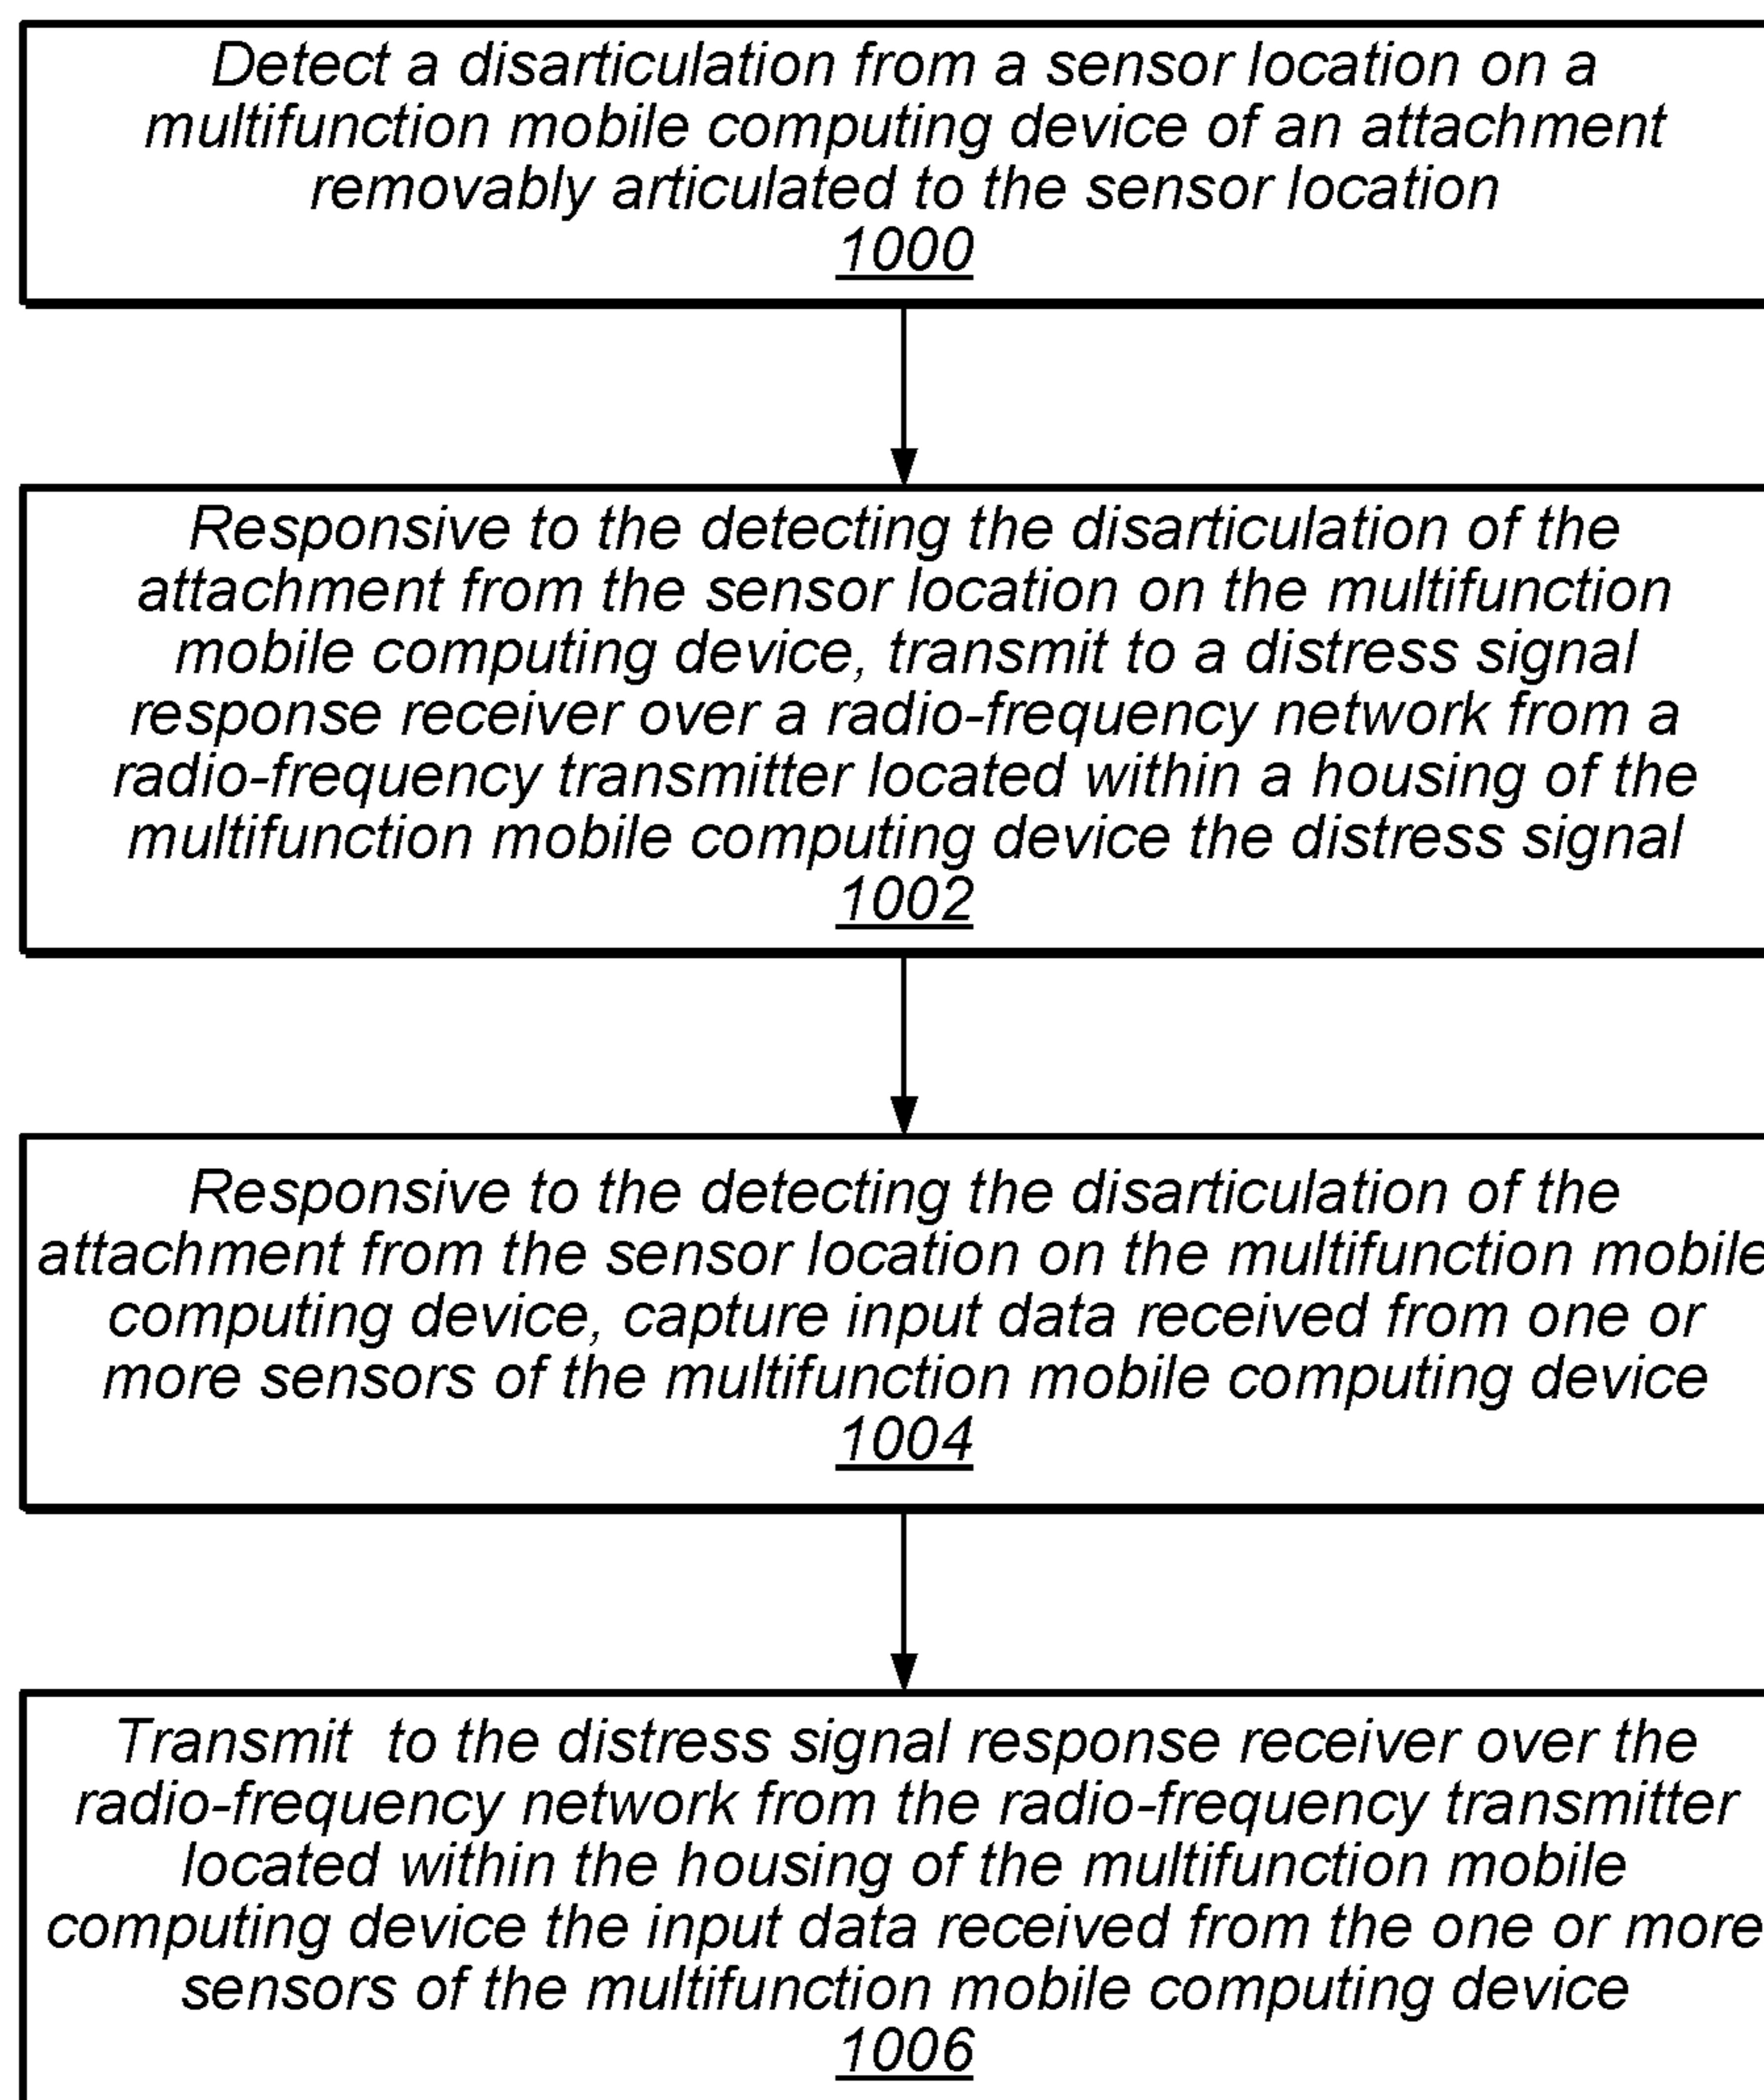 Detect a disarticulation from a sensor location on a
multifunction mobile computing device of an attachment
removably articulated to the sensor location
1000
Responsive to the detecting the disarticulation of the
attachment from the sensor location on the multifunction
mobile computing device, transmit to a distress signal
response receiver over a radio-frequency network from a
radio-frequency transmitter located within a housing of the
multifunction mobile computing device the distress signal
1002
Responsive to the detecting the disarticulation of the
attachment from the sensor location on the multifunction mobile
computing device, capture input data received from one or
more sensors of the multifunction mobile computing device
1004
Transmit to the distress signal response receiver over the
radio-frequency network from the radio-frequency transmitter
located within the housing of the multifunction mobile
computing device the input data received from the one or more
sensors of the multifunction mobile computing device
1006